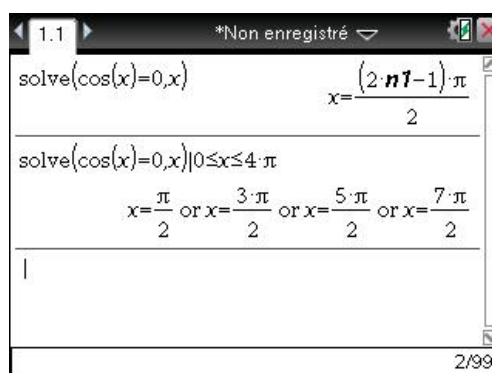 1.1 *Non enregistré
solve(cos(x)=0,x)
x=(2·n1−1)·π/2
solve(cos(x)=0,x)|0≤x≤4·π
x=π/2 or x=3·π/2 or x=5·π/2 or x=7·π/2
2/99